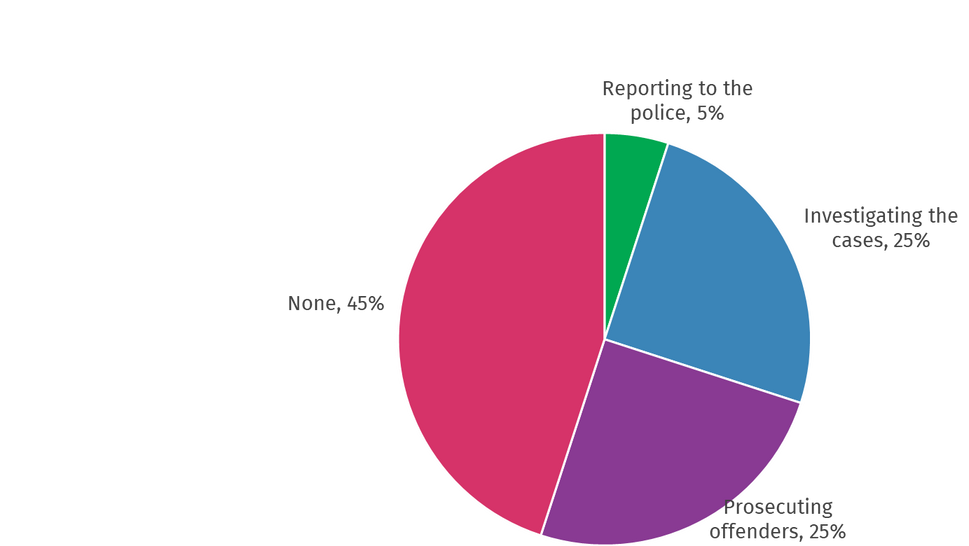 Reporting to the
police, 5%
Investigating the
cases, 25%
None, 45%
Prosecuting
offenders, 25%